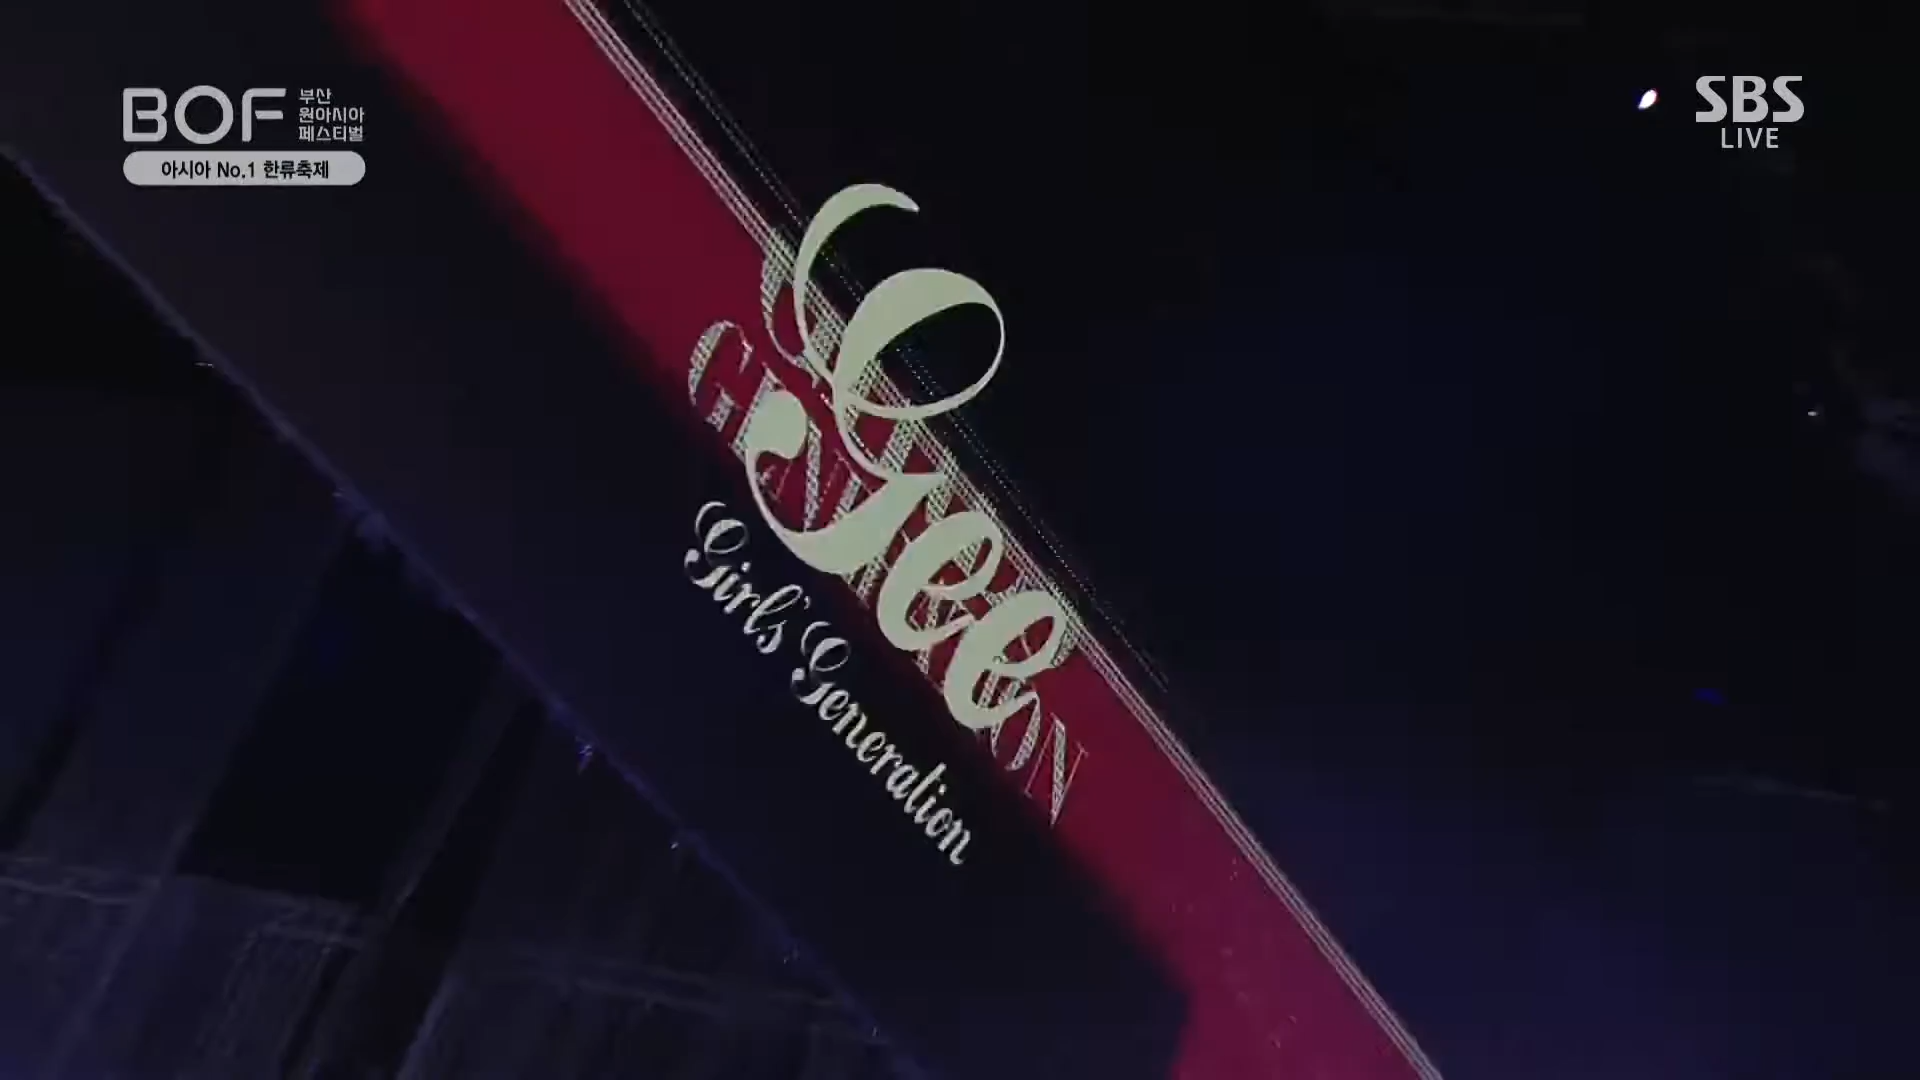 BOF
부산
원아시아
페스티벌
아시아 No.1 한류축제
SBS
LIVE
Gee
GENERATION
Girls' Generation